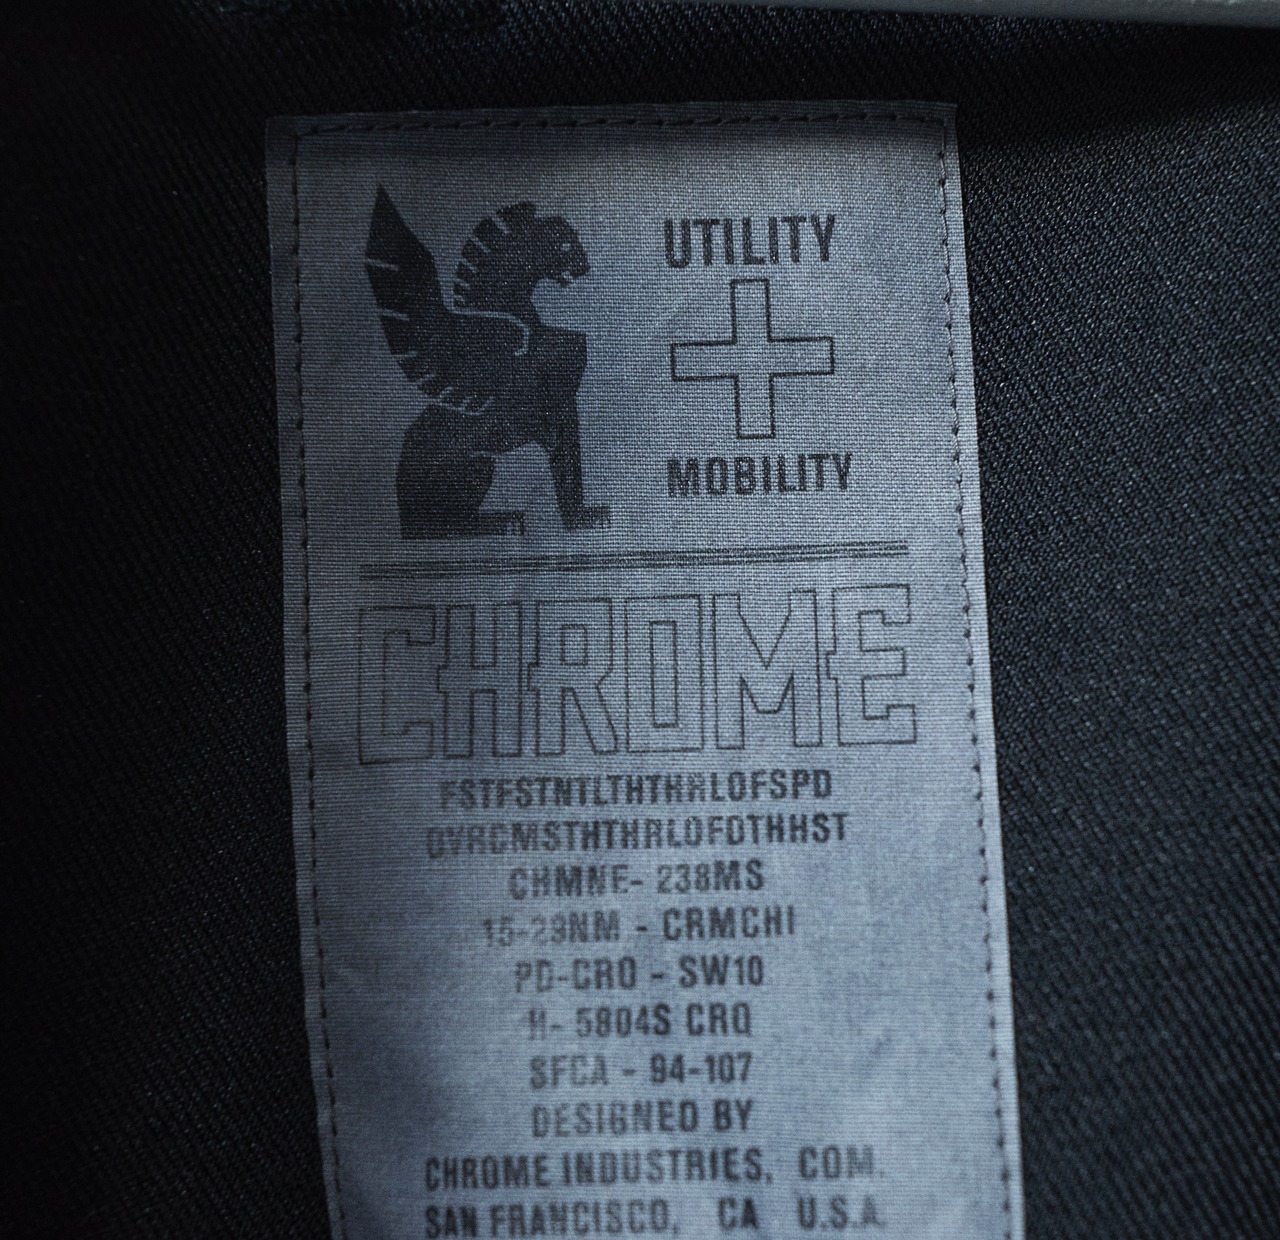 UTILITY
MOBILITY
CHROME
FSTFSTNTLTHTHRLOFSPD
OVRCMSTHTHRLOFDTHHST
CHMNE- 238MS
15-29NM - CRMCHI
PD-CRO - SW10
H- 5804S CRO
SFCA - 94-107
DESIGNED BY
CHROME INDUSTRIES, COM.
SAN FRANCISCO, CA U.S.A.